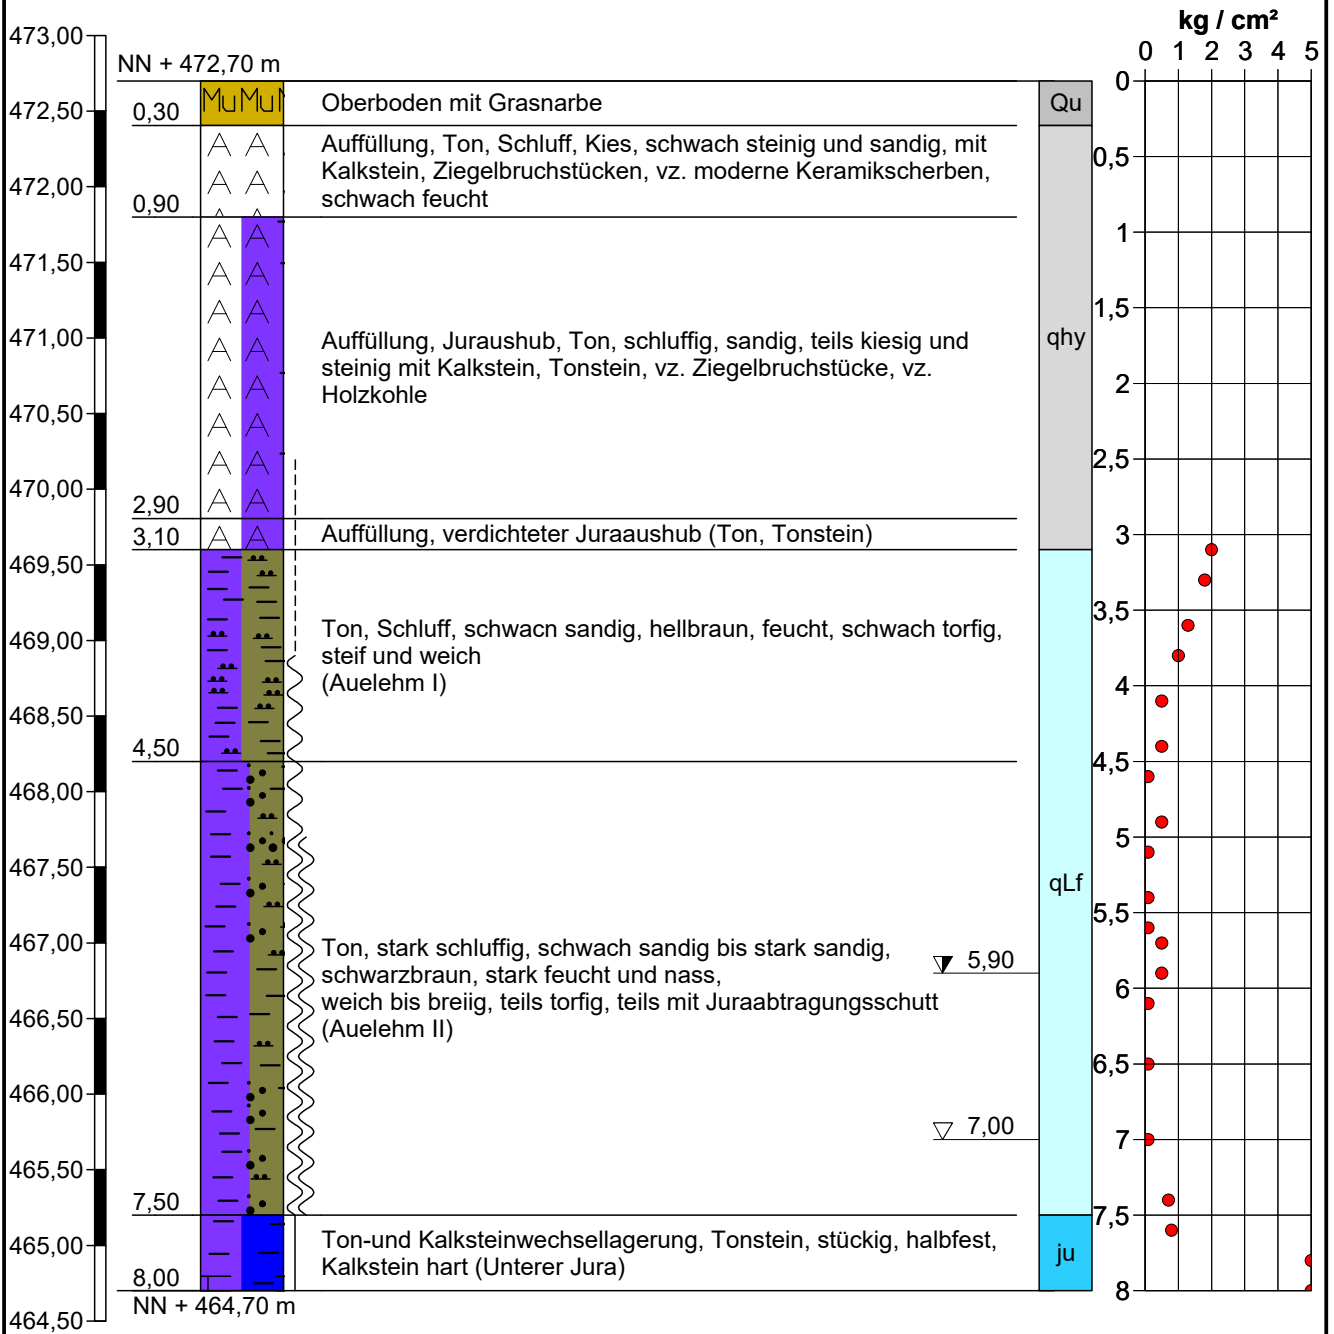 kg / cm²
0 1 2 3 4 5
473,00
472,50
472,00
471,50
471,00
470,50
470,00
469,50
469,00
468,50
468,00
467,50
467,00
466,50
466,00
465,50
465,00
464,50
NN + 472,70 m
0,30
MuMuM
Oberboden mit Grasnarbe
Qu
A A
A A
A A
0,90
Auffüllung, Ton, Schluff, Kies, schwach steinig und sandig, mit
Kalkstein, Ziegelbruchstücken, vz. moderne Keramikscherben,
schwach feucht
A A
A A
A A
A A
A A
A A
A A
A A
2,90
Auffüllung, Juraushub, Ton, schluffig, sandig, teils kiesig und
steinig mit Kalkstein, Tonstein, vz. Ziegelbruchstücke, vz.
Holzkohle
qhy
3,10
A A
Auffüllung, verdichteter Juraaushub (Ton, Tonstein)
4,50
Ton, Schluff, schwacn sandig, hellbraun, feucht, schwach torfig,
steif und weich
(Auelehm I)
qLf
7,50
Ton, stark schluffig, schwach sandig bis stark sandig,
schwarzbraun, stark feucht und nass,
weich bis breiig, teils torfig, teils mit Juraabtragungsschutt
(Auelehm II)
5,90
7,00
8,00
Ton-und Kalksteinwechsellagerung, Tonstein, stückig, halbfest,
Kalkstein hart (Unterer Jura)
ju
NN + 464,70 m
0
0,5
1
1,5
2
2,5
3
3,5
4
4,5
5
5,5
6
6,5
7
7,5
8